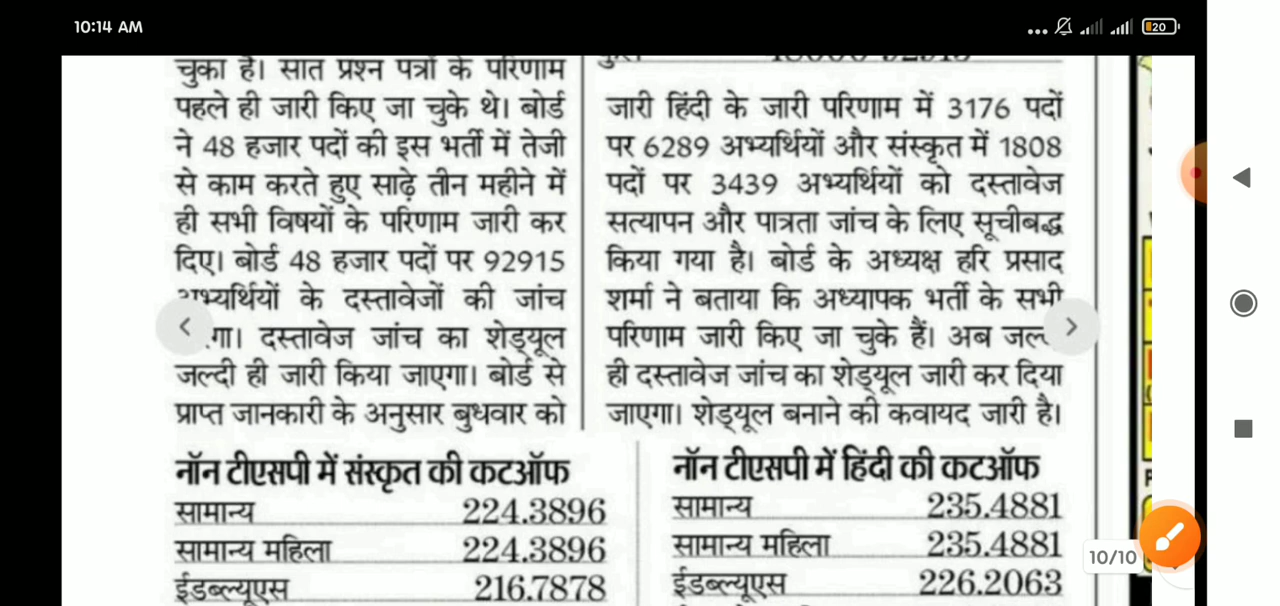 10:14 AM
20
चुका है। सात प्रश्न पत्रों के परिणाम
पहले ही जारी किए जा चुके थे। बोर्ड
ने 48 हजार पदों की इस भर्ती में तेजी
से काम करते हुए साढ़े तीन महीने में
ही सभी विषयों के परिणाम जारी कर
दिए। बोर्ड 48 हजार पदों पर 92915
के दस्तावेजों की जांच
दस्तावेज जांच का शेड्यूल
जल्दी ही जारी किया जाएगा। बोर्ड से
प्राप्त जानकारी के अनुसार बुधवार को
जारी हिंदी के जारी परिणाम में 3176 पदों
पर 6289 अभ्यर्थियों और संस्कृत में 1808
पदों पर 3439 अभ्यर्थियों को दस्तावेज
सत्यापन और पात्रता जांच के लिए सूचीबद्ध
किया गया है। बोर्ड के अध्यक्ष हरि प्रसाद
शर्मा ने बताया कि अध्यापक भर्ती के सभी
परिणाम जारी किए जा चुके हैं। अब
ही दस्तावेज जांच का शेड्यूल जारी कर दिया
जाएगा। शेड्यूल बनाने की कवायद जारी है।
नॉन टीएसपी में संस्कृत की कटऑफ
सामान्य 224.3896
सामान्य महिला 224.3896
ईडब्ल्यूएस 216.7878
नॉन टीएसपी में हिंदी की कटऑफ
सामान्य 235.4881
सामान्य महिला 235.4881
ईडब्ल्यूएस 226.2063
10/10